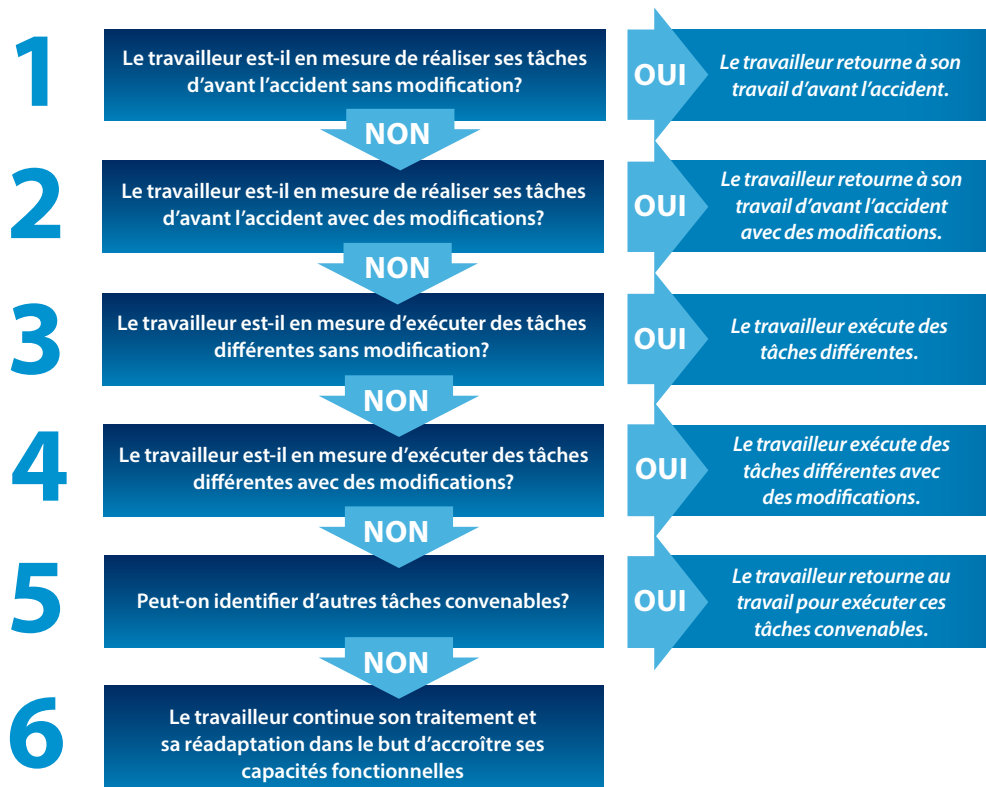 1
Le travailleur est-il en mesure de réaliser ses tâches
d'avant l'accident sans modification?
OUI
Le travailleur retourne à son
travail d'avant l'accident.
NON
2
Le travailleur est-il en mesure de réaliser ses tâches
d'avant l'accident avec des modifications?
OUI
Le travailleur retourne à son
travail d'avant l'accident
avec des modifications.
NON
3
Le travailleur est-il en mesure d'exécuter des tâches
différentes sans modification?
OUI
Le travailleur exécute des
tâches différentes.
NON
4
Le travailleur est-il en mesure d'exécuter des tâches
différentes avec des modifications?
OUI
Le travailleur exécute des
tâches différentes avec
des modifications.
NON
5
Peut-on identifier d'autres tâches convenables?
OUI
Le travailleur retourne au
travail pour exécuter ces
tâches convenables.
NON
6
Le travailleur continue son traitement et
sa réadaptation dans le but d'accroître ses
capacités fonctionnelles